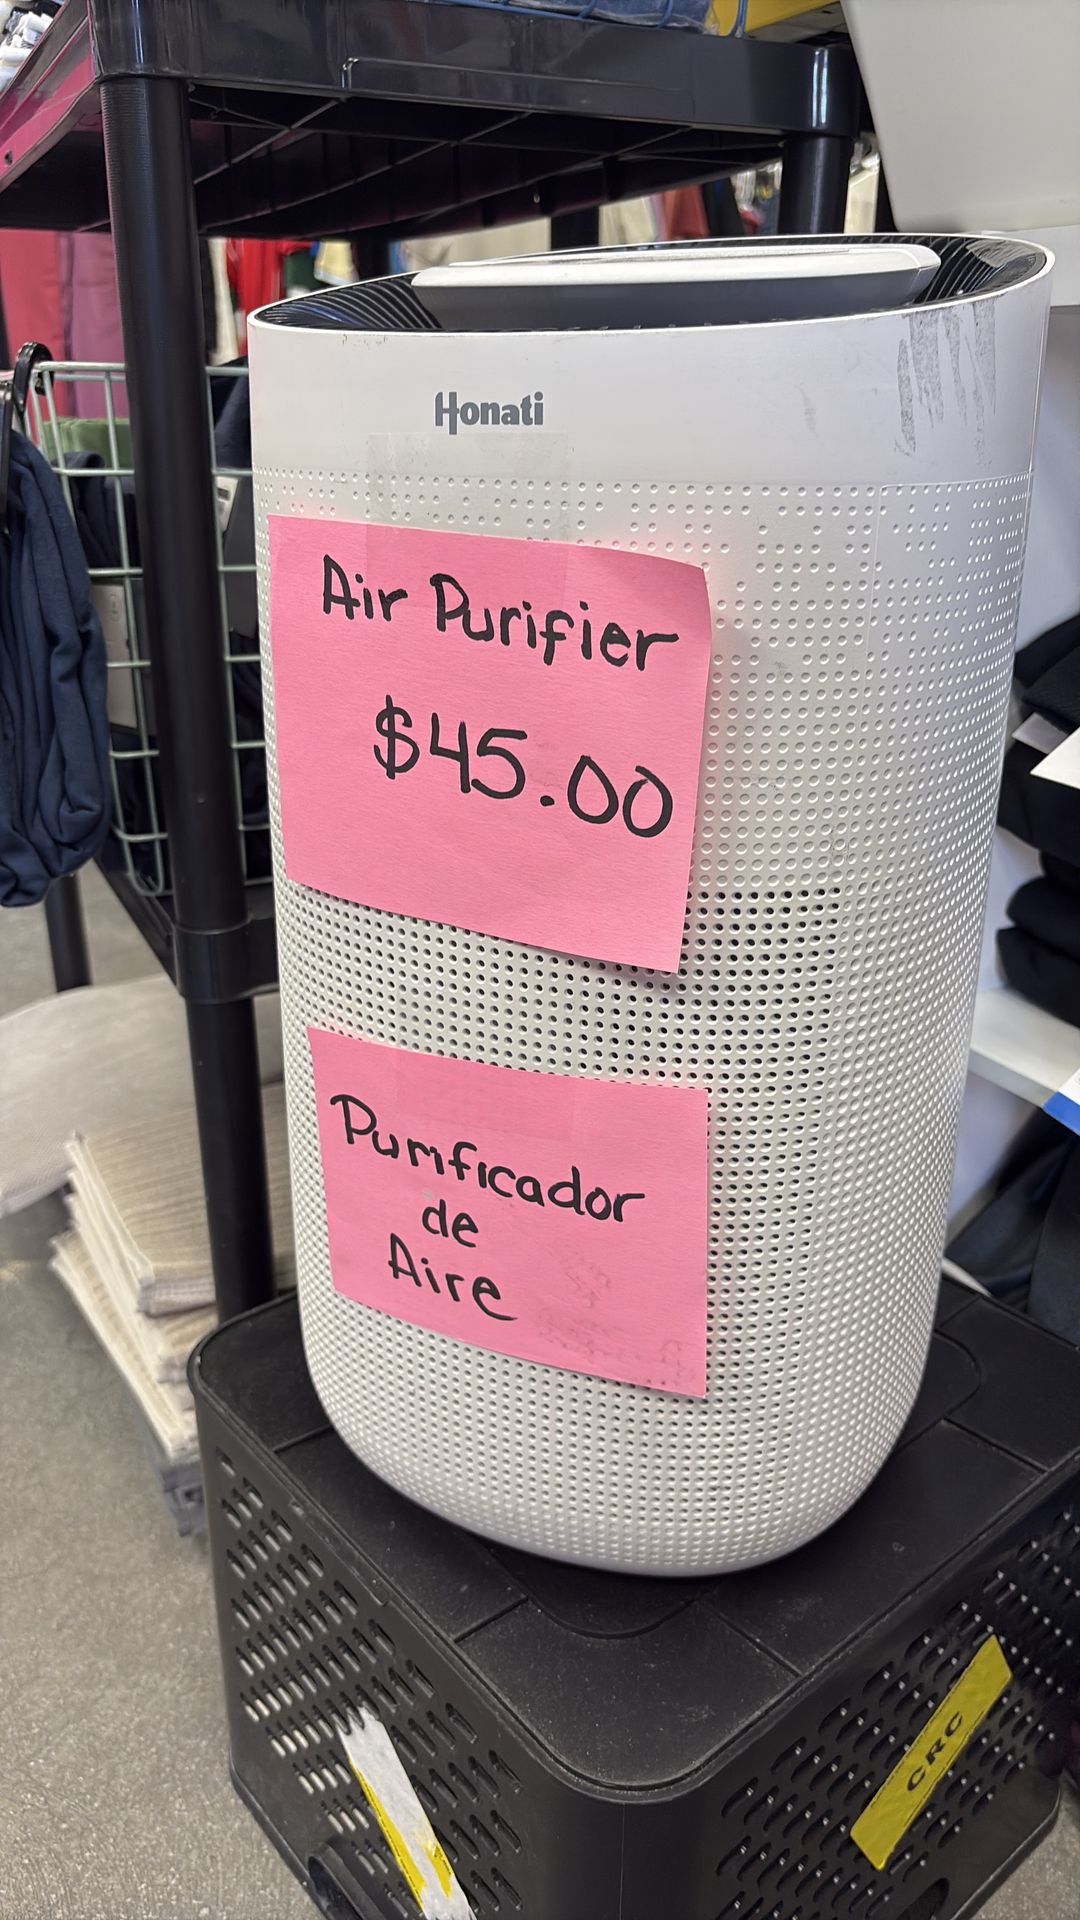 Honati
Air Purifier
$45.00
Purificador
de
Aire
CRC